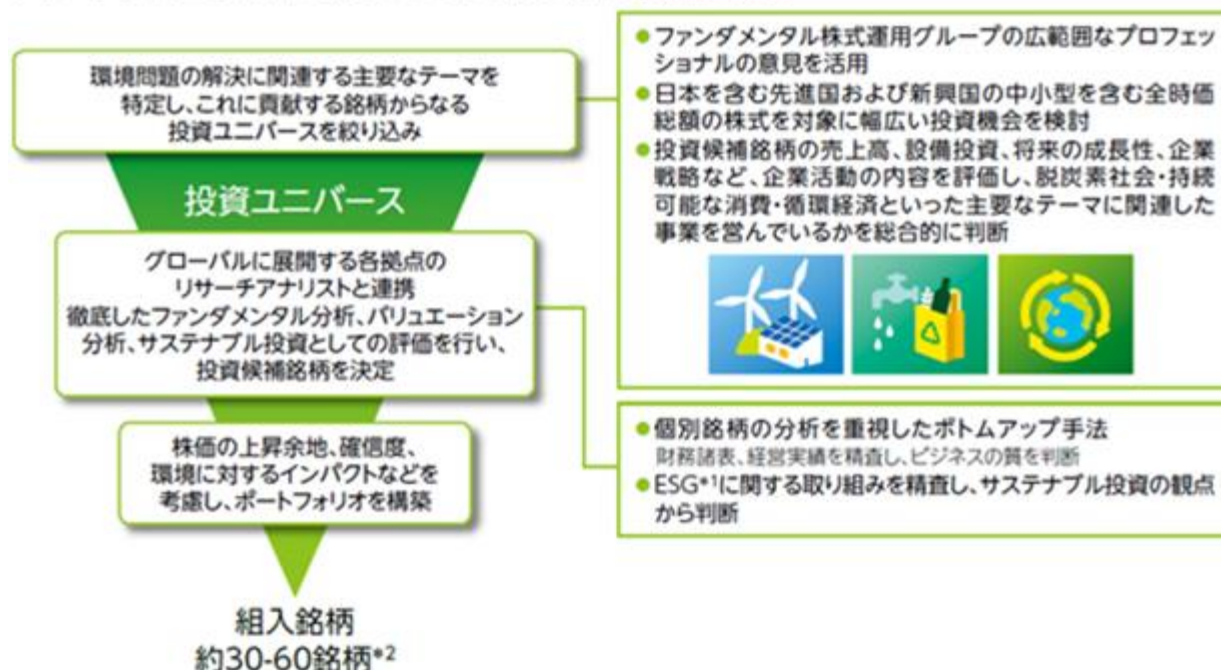 環境問題の解決に関連する主要なテーマを
特定し、これに貢献する銘柄からなる
投資ユニバースを絞り込み
投資ユニバース
グローバルに展開する各拠点の
リサーチアナリストと連携
徹底したファンダメンタル分析、バリュエーション
分析、サステナブル投資としての評価を行い、
投資候補銘柄を決定
株価の上昇余地、確信度、
環境に対するインパクトなどを
考慮し、ポートフォリオを構築
組入銘柄
約30-60銘柄*2
●ファンダメンタル株式運用グループの広範囲なプロフェッ
ショナルの意見を活用
●日本を含む先進国および新興国の中小型を含む全時価
総額の株式を対象に幅広い投資機会を検討
●投資候補銘柄の売上高、設備投資、将来の成長性、企業
戦略など、企業活動の内容を評価し、脱炭素社会・持続
可能な消費・循環経済といった主要なテーマに関連した
事業を営んでいるかを総合的に判断
●個別銘柄の分析を重視したボトムアップ手法
財務諸表、経営実績を精査し、ビジネスの質を判断
●ESG*1に関する取り組みを精査し、サステナブル投資の観点
から判断